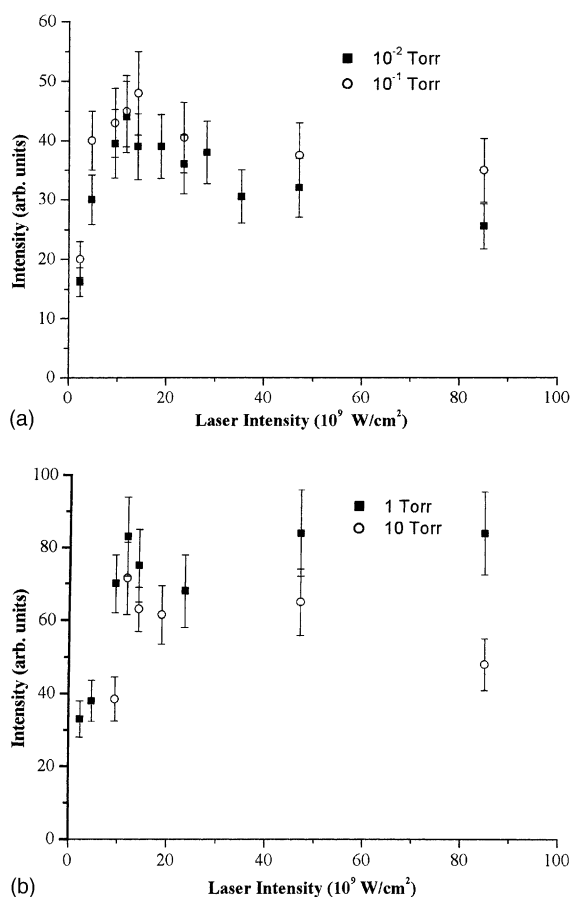 60
50
40
30
20
10
0
Intensity (arb. units)
10⁻² Torr
10⁻¹ Torr
0 20 40 60 80 100
(a) Laser Intensity (10⁹ W/cm²)
100
80
60
40
20
0
Intensity (arb. units)
1 Torr
10 Torr
0 20 40 60 80 100
(b) Laser Intensity (10⁹ W/cm²)